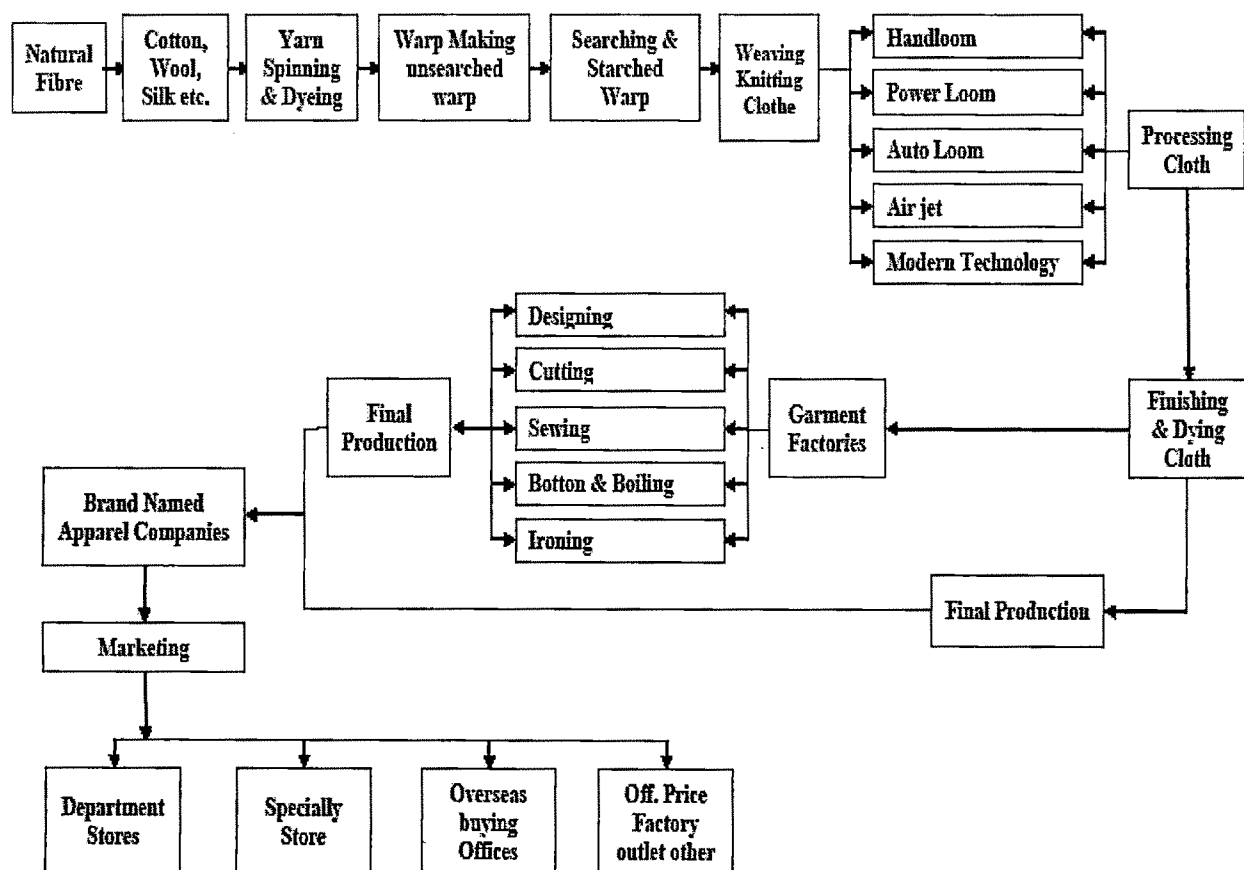 Natural
Fibre
Cotton,
Wool,
Silk etc.
Yarn
Spinning
& Dyeing
Warp Making
unsearched
warp
Searching &
Starched
Warp
Weaving
Knitting
Clothe
Handloom
Power Loom
Auto Loom
Air jet
Modern Technology
Processing
Cloth
Designing
Cutting
Sewing
Botton & Boiling
Ironing
Final
Production
Garment
Factories
Finishing
& Dying
Cloth
Brand Named
Apparel Companies
Final Production
Marketing
Department
Stores
Specially
Store
Overseas
buying
Offices
Off. Price
Factory
outlet other